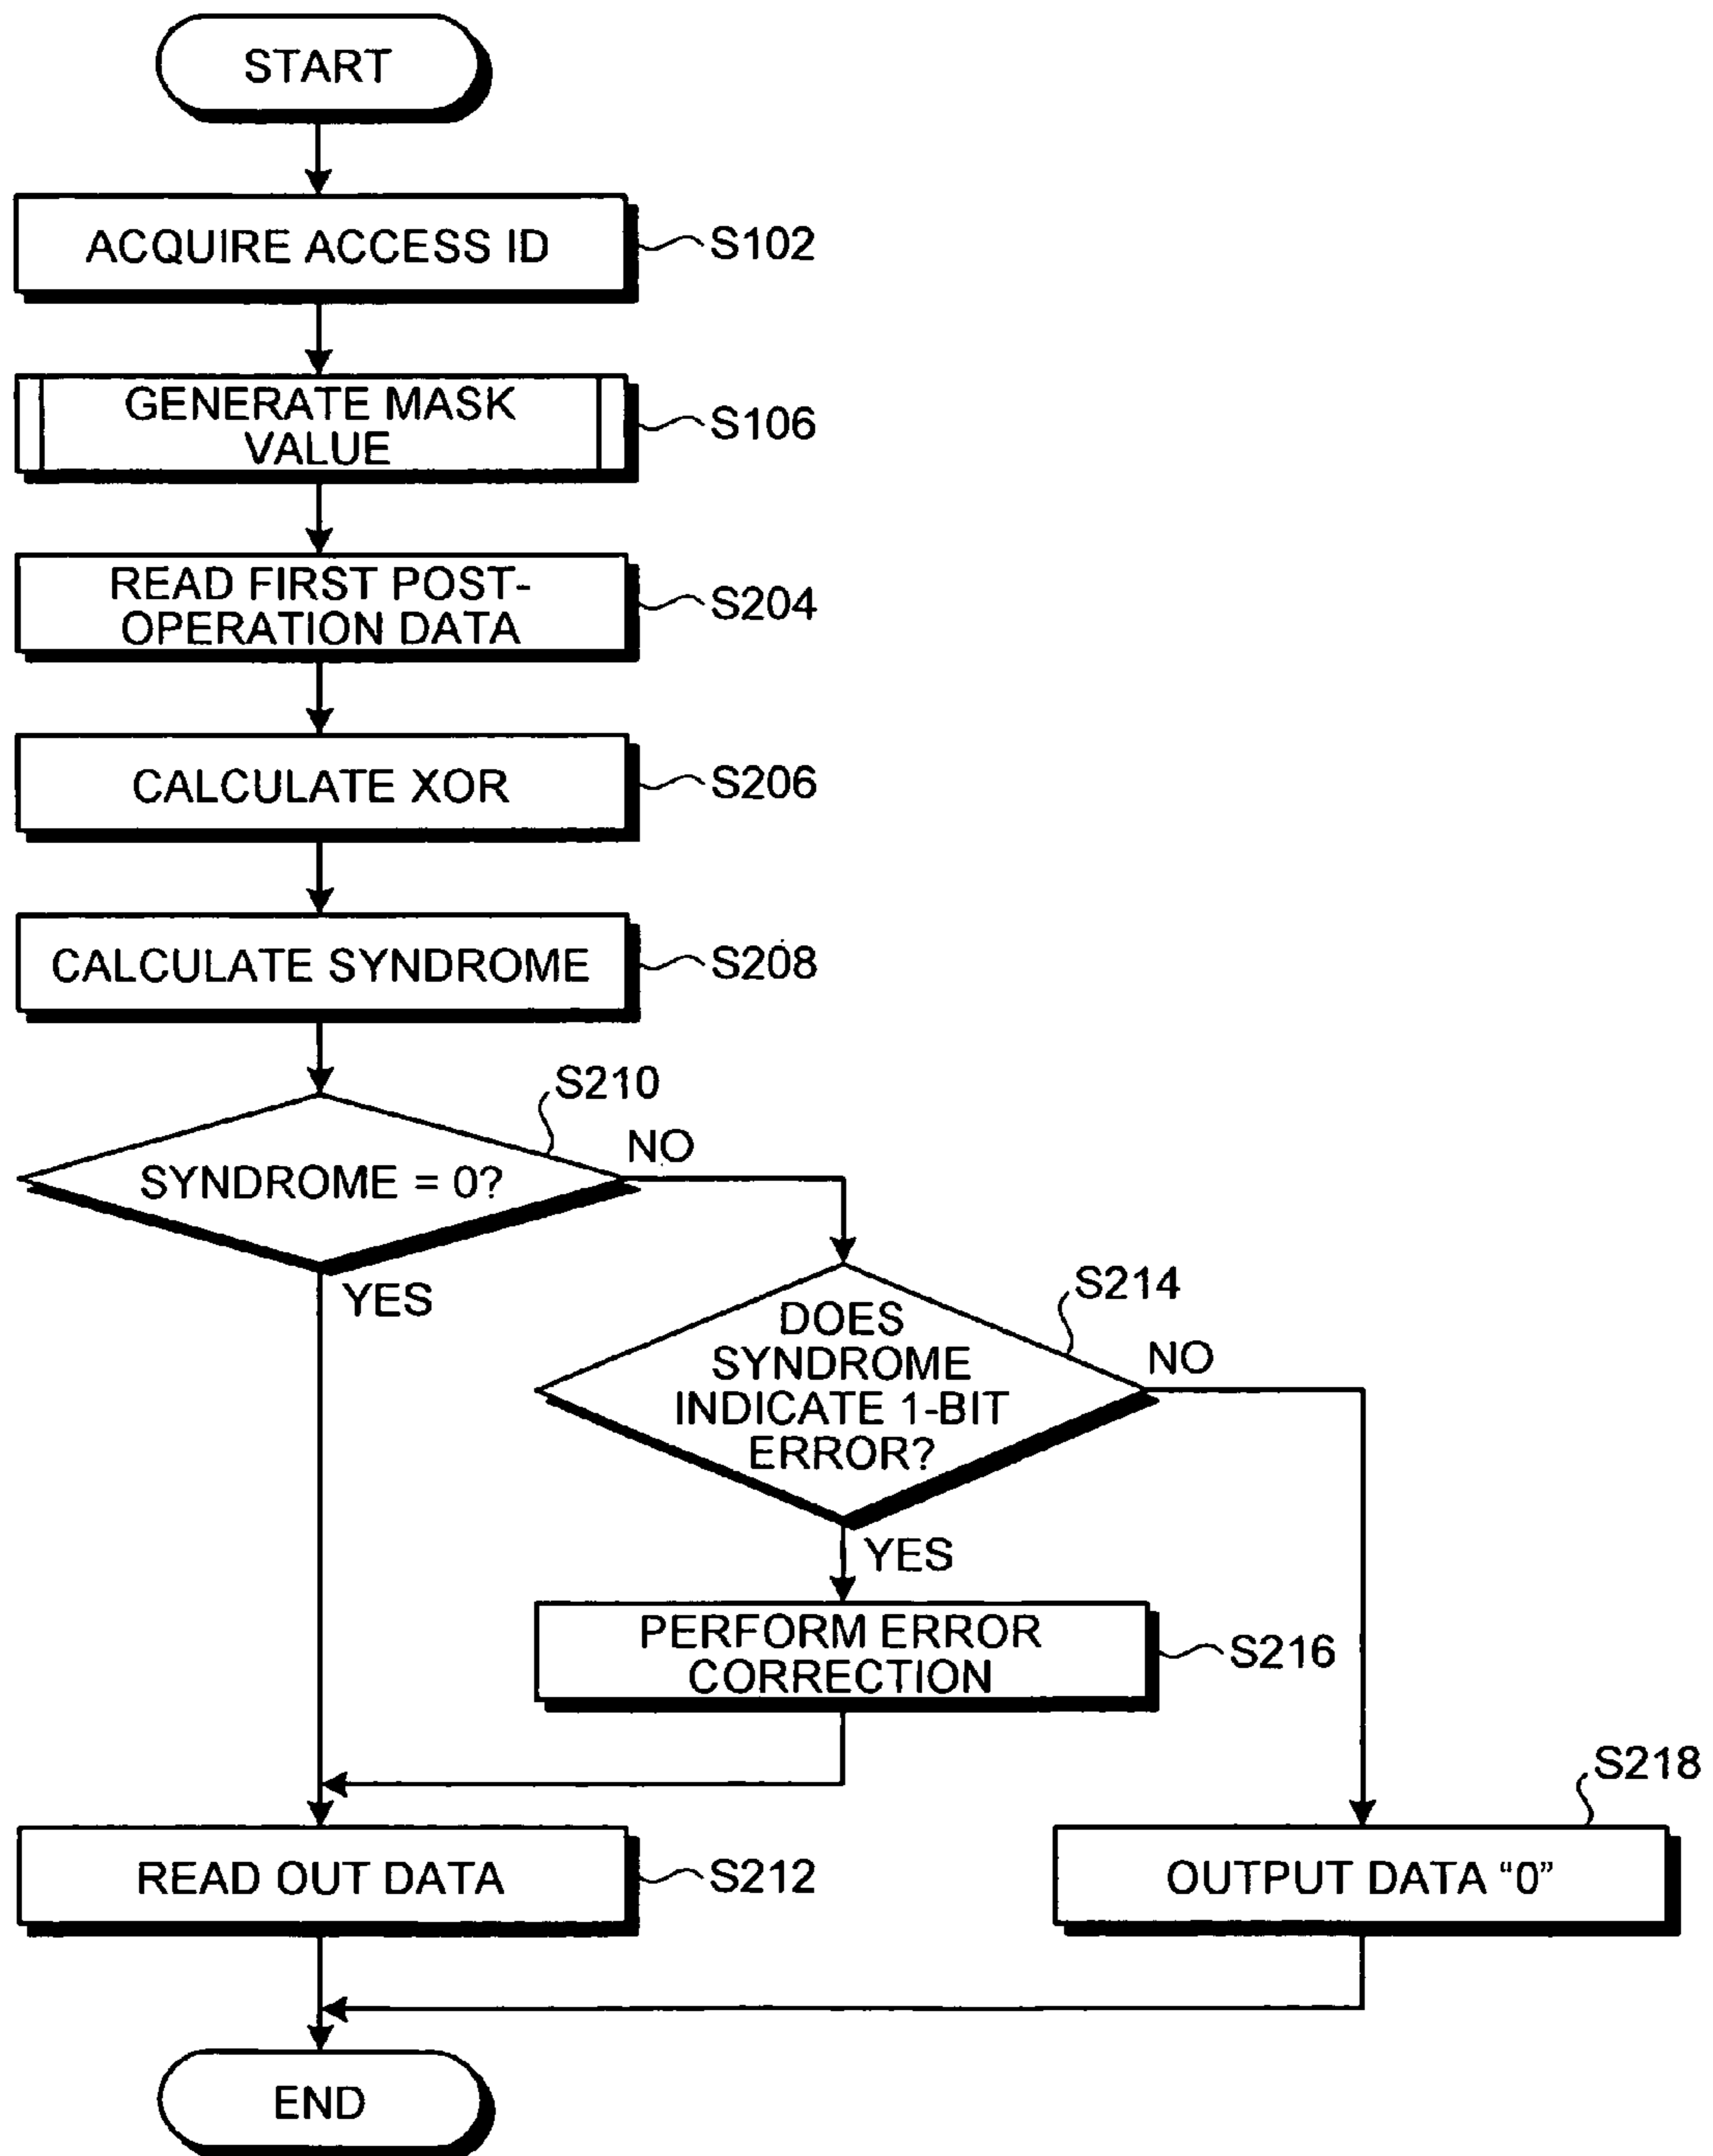 START
ACQUIRE ACCESS ID
S102
GENERATE MASK
VALUE
S106
READ FIRST POST-
OPERATION DATA
S204
CALCULATE XOR
S206
CALCULATE SYNDROME
S208
S210
SYNDROME = 0?
NO
YES
S214
DOES
SYNDROME
INDICATE 1-BIT
ERROR?
NO
YES
PERFORM ERROR
CORRECTION
S216
S218
READ OUT DATA
S212
OUTPUT DATA “0”
END